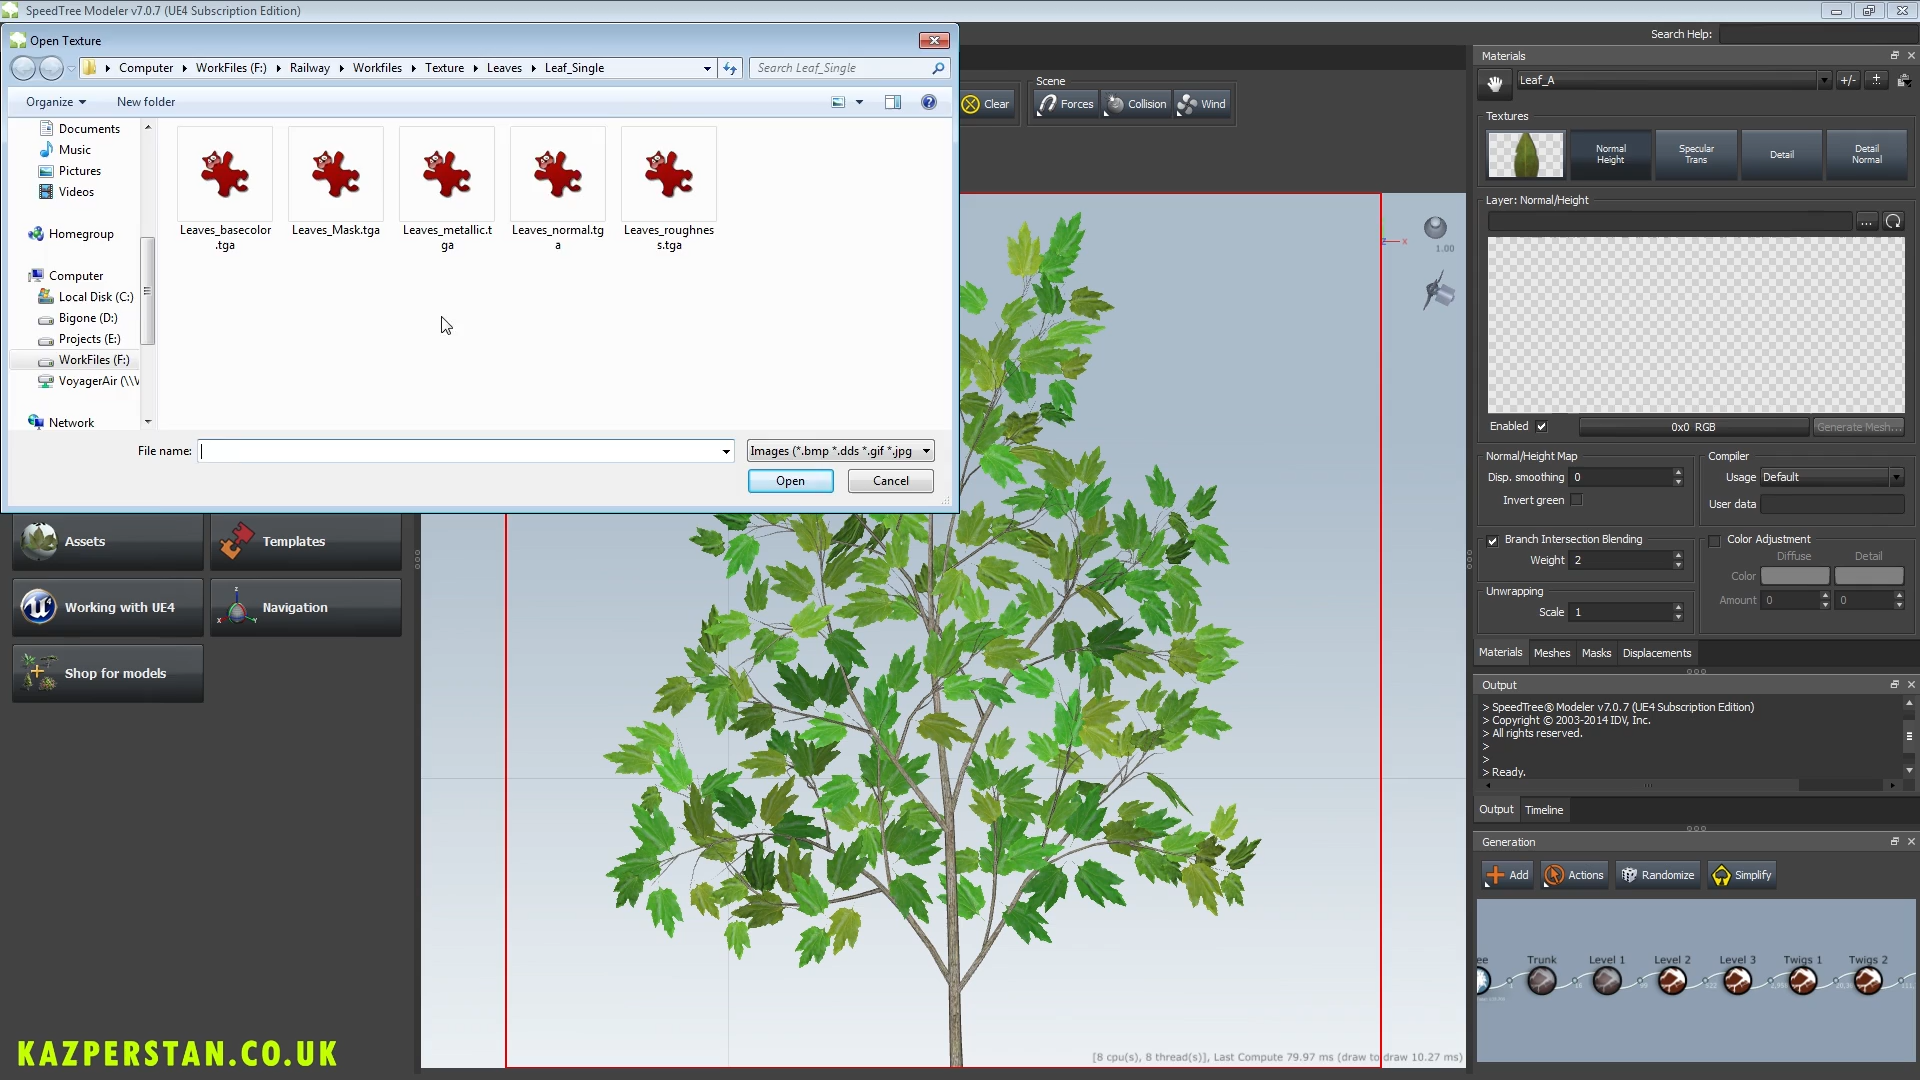 SpeedTree Modeler v7.0.7 (UE4 Subscription Edition)
Search Help:
Open Texture
Computer WorkFiles (F:) Railway Workfiles Texture Leaves Leaf_Single
Search Leaf_Single
Organize
New folder
Documents
Music
Pictures
Videos
Homegroup
Computer
Local Disk (C:)
Bigone (D:)
Projects (E:)
WorkFiles (F:)
VoyagerAir (\\V
Network
Leaves_basecolor
.tga
Leaves_Mask.tga
Leaves_metallic.t
ga
Leaves_normal.tg
a
Leaves_roughnes
s.tga
File name:
Images (*.bmp *.dds *.gif *.jpg
Open
Cancel
Clear
Scene
Forces
Collision
Wind
1.00
z
x
Assets
Templates
Working with UE4
Navigation
Shop for models
KAZPERSTAN.CO.UK
[8 cpu(s), 8 thread(s)], Last Compute 79.97 ms (draw to draw 10.27 ms)
Materials
Leaf_A
+/-
Textures
Normal
Height
Specular
Trans
Detail
Detail
Normal
Layer: Normal/Height
...
Enabled
0x0 RGB
Generate Mesh...
Normal/Height Map
Disp. smoothing 0
Invert green
Compiler
Usage Default
User data
Branch Intersection Blending
Weight 2
Unwrapping
Scale 1
Color Adjustment
Diffuse Detail
Color
Amount 0 0
Materials Meshes Masks Displacements
Output
> SpeedTree® Modeler v7.0.7 (UE4 Subscription Edition)
> Copyright © 2003-2014 IDV, Inc.
> All rights reserved.
>
>
> Ready.
Output Timeline
Generation
Add
Actions
Randomize
Simplify
ee Trunk Level 1 Level 2 Level 3 Twigs 1 Twigs 2